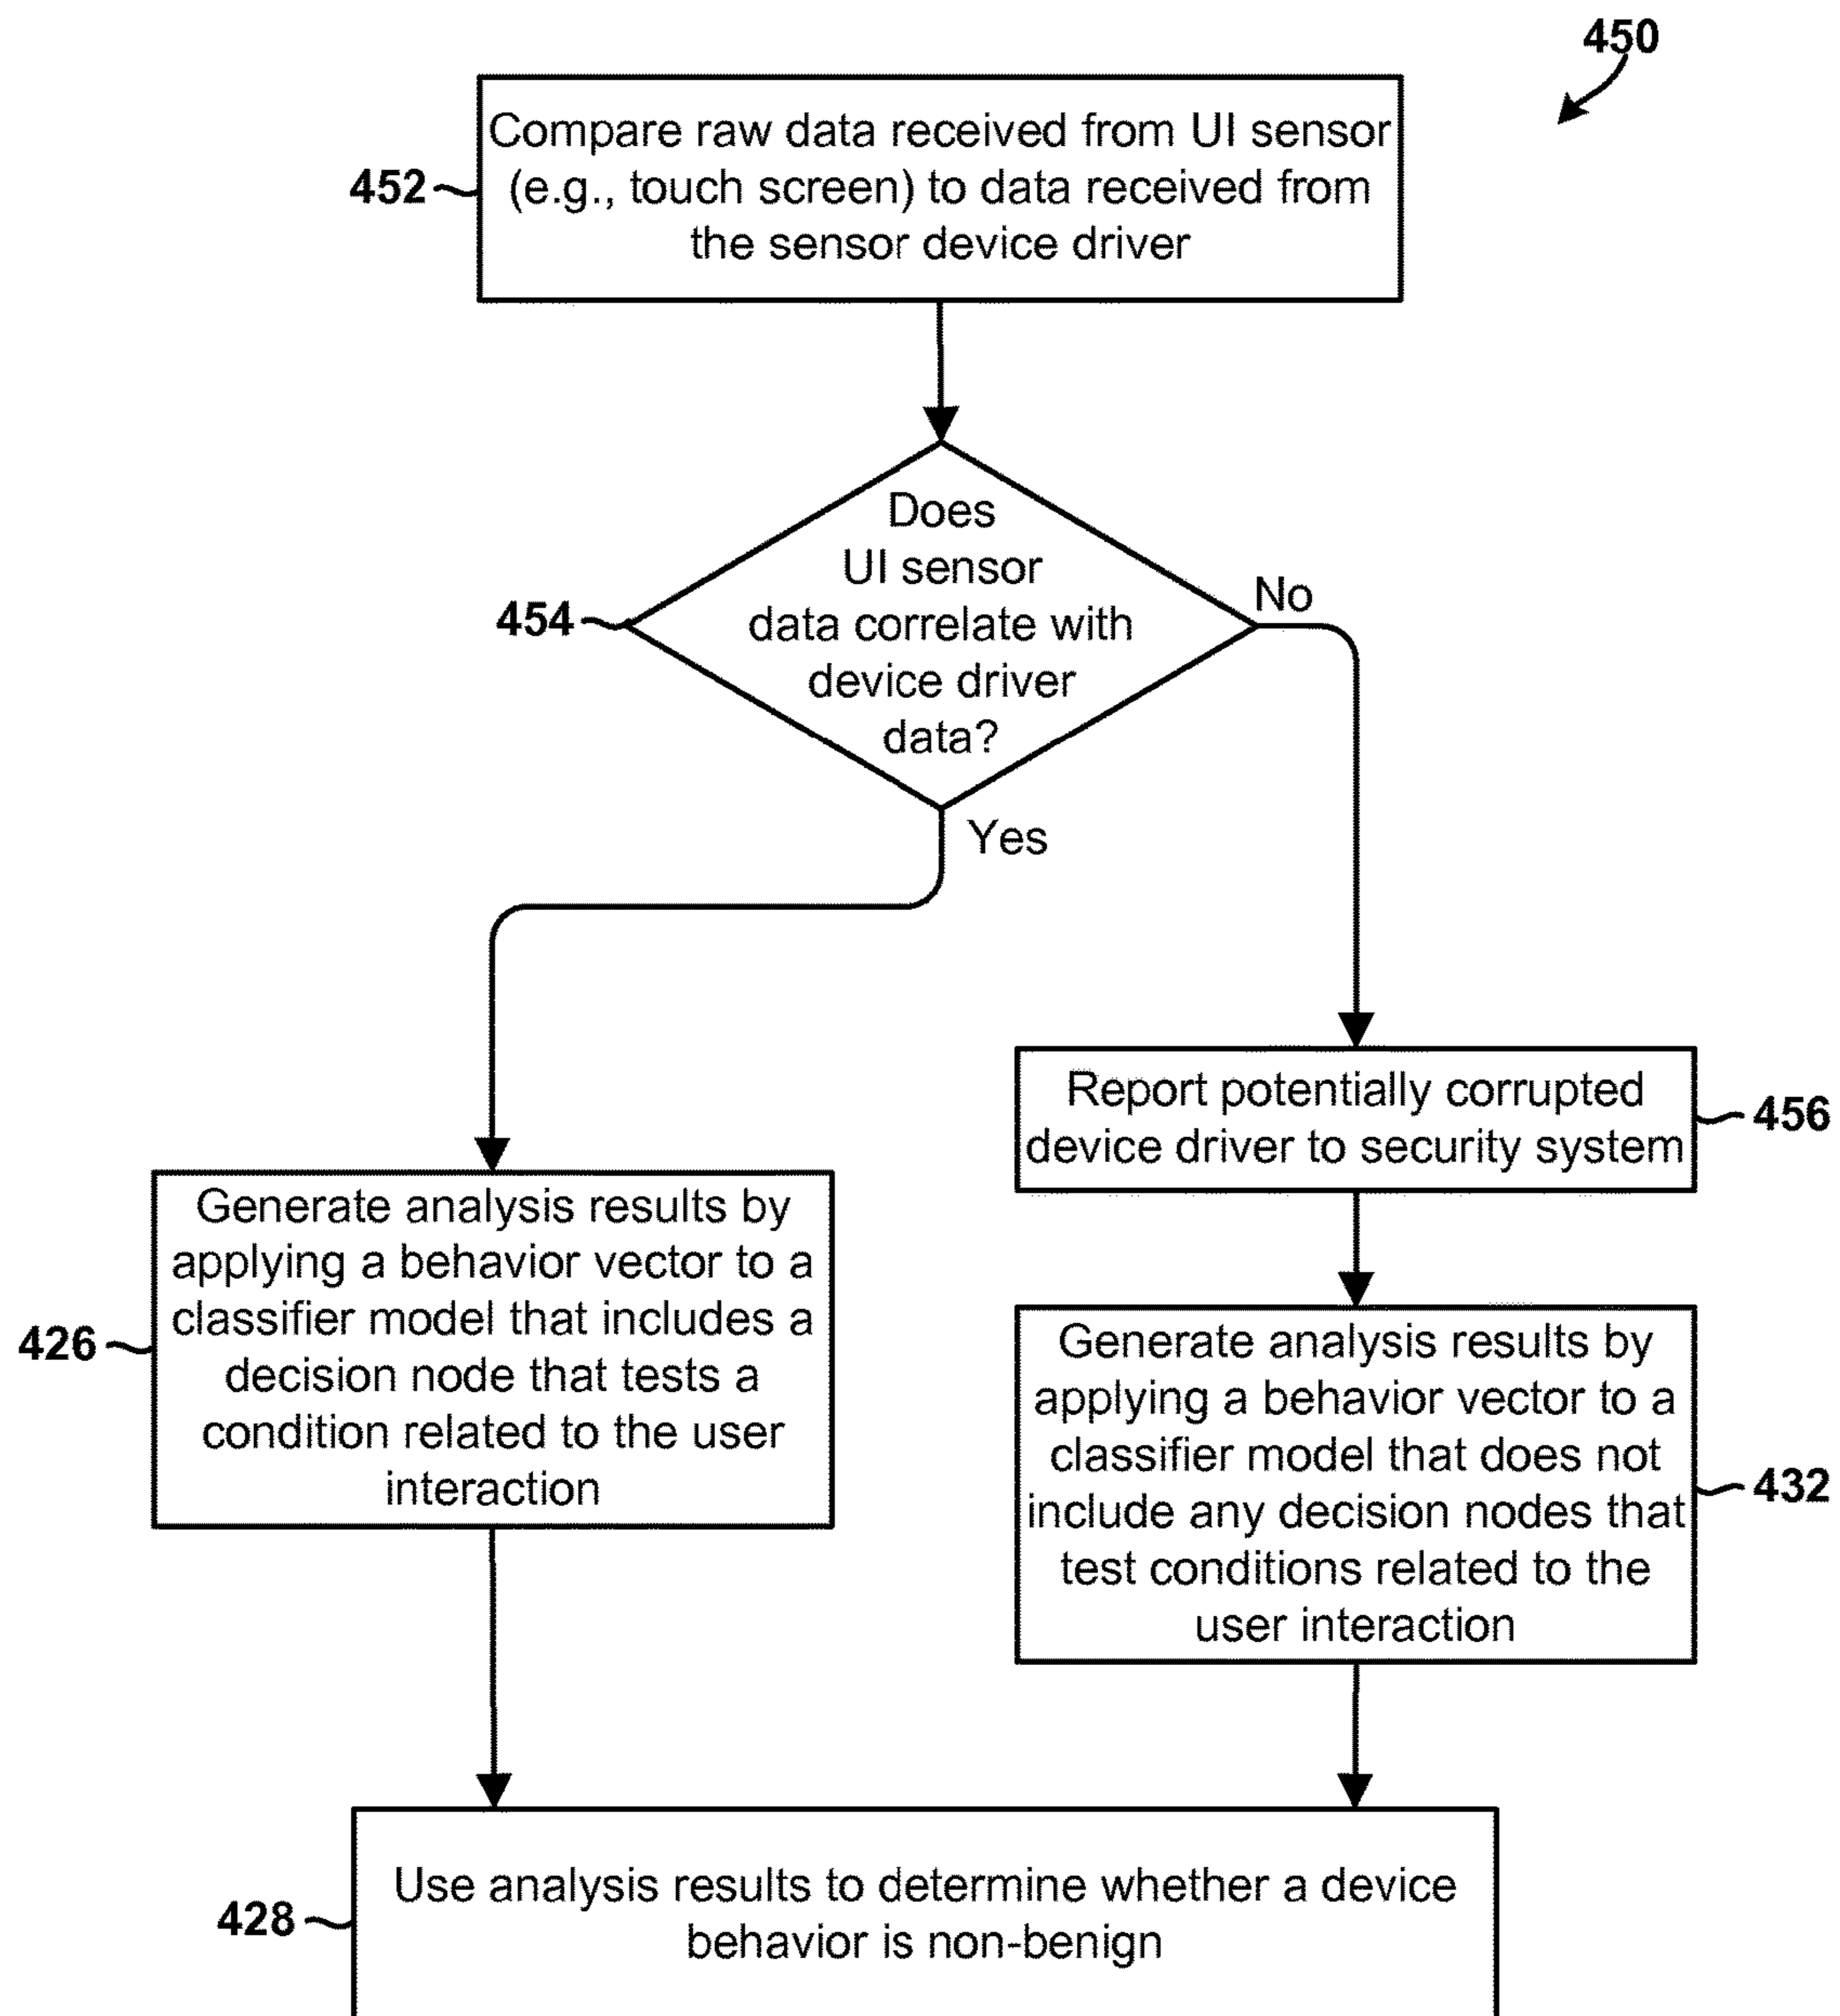 450
Compare raw data received from UI sensor
(e.g., touch screen) to data received from
the sensor device driver
452
Does
UI sensor
data correlate with
device driver
data?
454
No
Yes
Report potentially corrupted
device driver to security system
456
Generate analysis results by
applying a behavior vector to a
classifier model that includes a
decision node that tests a
condition related to the user
interaction
426
Generate analysis results by
applying a behavior vector to a
classifier model that does not
include any decision nodes that
test conditions related to the
user interaction
432
Use analysis results to determine whether a device
behavior is non-benign
428